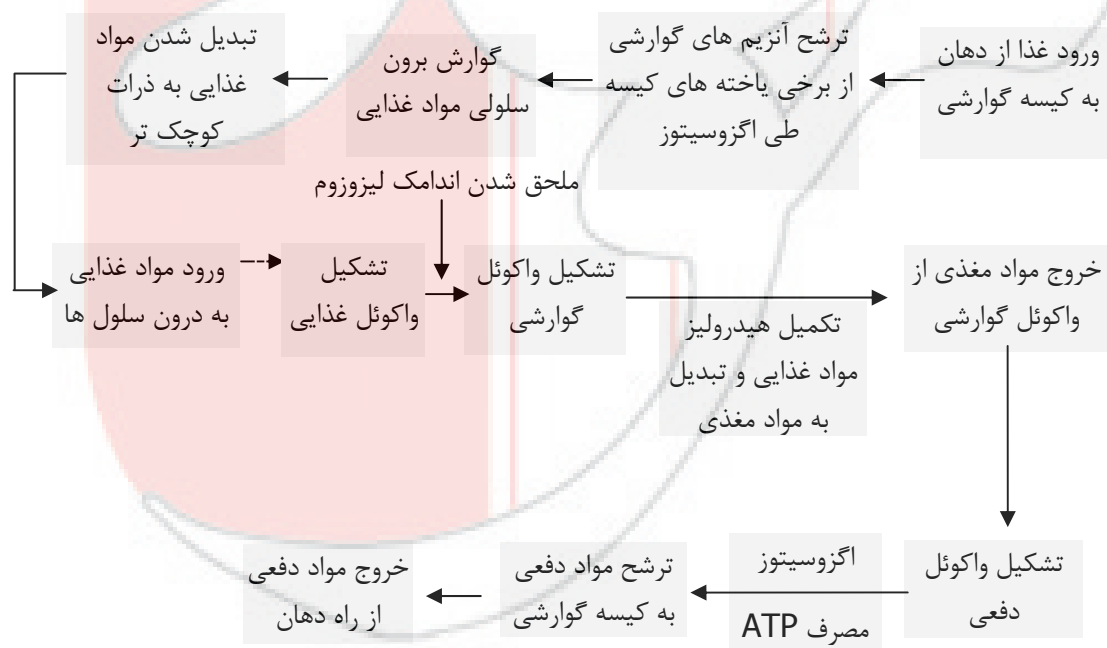 ورود غذا از دهان
به کیسه گوارشی
ترشح آنزیم های گوارشی
از برخی یاخته های کیسه
طی اگزوسیتوز
گوارش برون
سلولی مواد غذایی
تبدیل شدن مواد
غذایی به ذرات
کوچک تر
ورود مواد غذایی
به درون سلول ها
تشکیل
واکوئل غذایی
ملحق شدن اندامک لیزوزوم
تشکیل واکوئل
گوارشی
تکمیل هیدرولیز
مواد غذایی و تبدیل
به مواد مغذی
خروج مواد مغذی از
واکوئل گوارشی
تشکیل واکوئل
دفعی
اگزوسیتوز
مصرف ATP
ترشح مواد دفعی
به کیسه گوارشی
خروج مواد دفعی
از راه دهان